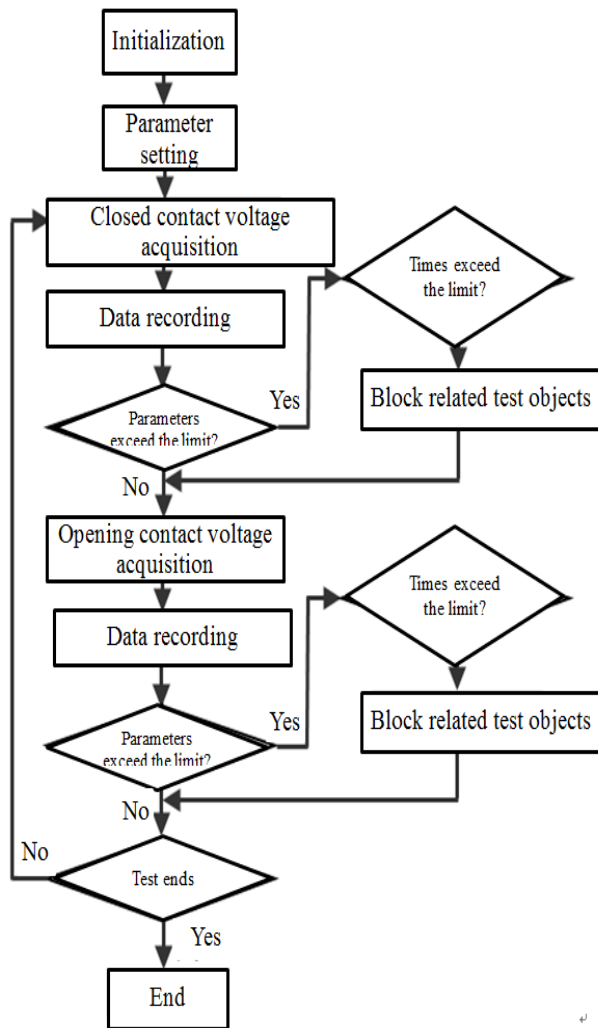 Initialization
Parameter
setting
Closed contact voltage
acquisition
Times exceed
the limit?
Data recording
Yes
Block related test objects
Parameters
exceed the limit?
No
Opening contact voltage
acquisition
Times exceed
the limit?
Data recording
Yes
Block related test objects
Parameters
exceed the limit?
No
No
Test ends
Yes
End